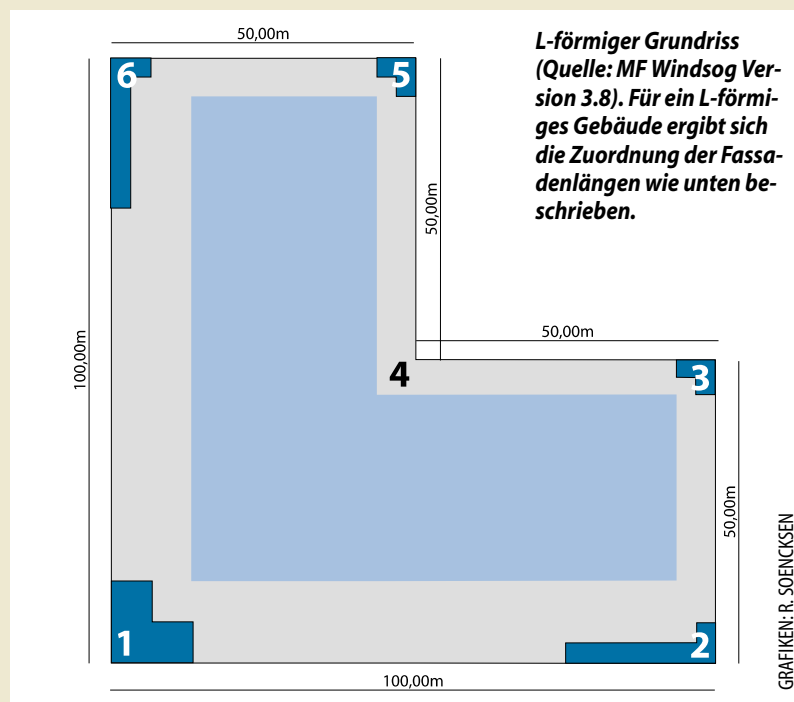 50,00m
L-förmiger Grundriss
(Quelle: MF Windsog Ver-
sion 3.8). Für ein L-förmi-
ges Gebäude ergibt sich
die Zuordnung der Fassa-
denlängen wie unten be-
schrieben.
6
5
50,00m
100,00m
50,00m
4
3
50,00m
1
2
100,00m
GRAFIKEN: R. SOENCKSEN